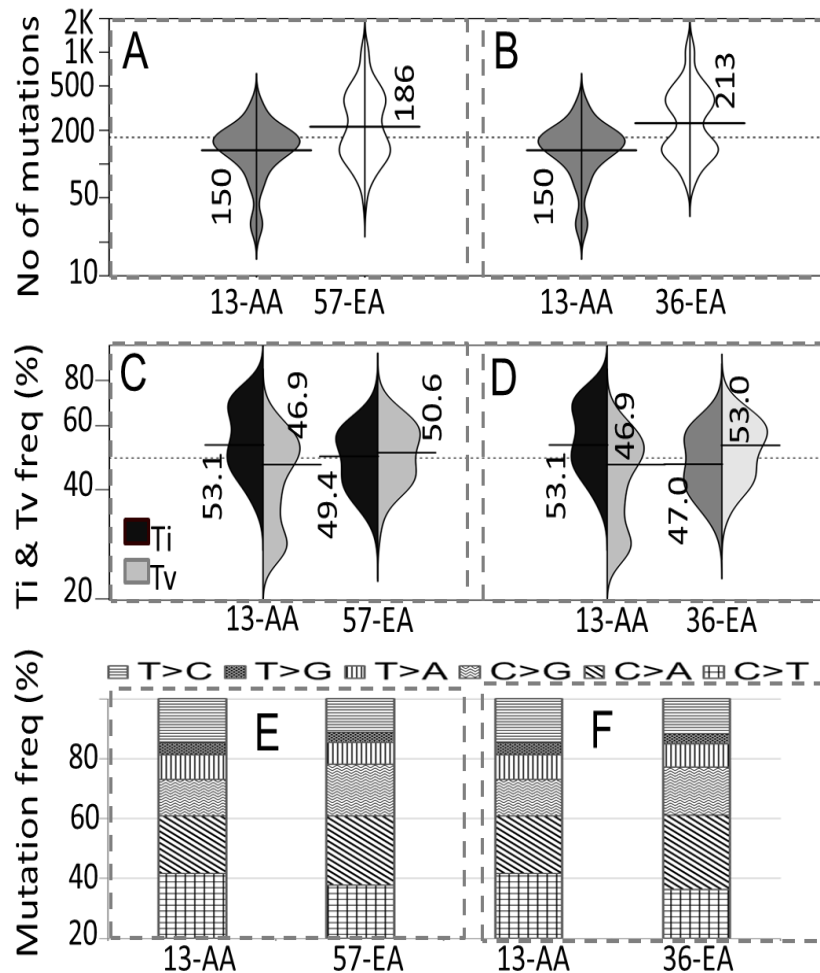 No of mutations
2K
1K
500
200
50
10
A
150
186
13-AA 57-EA
B
150
213
13-AA 36-EA
Ti & Tv freq (%)
80
60
40
20
C
53.1
46.9
49.4
50.6
Ti
Tv
13-AA 57-EA
D
53.1
46.9
47.0
53.0
13-AA 36-EA
T>C T>G T>A C>G C>A C>T
Mutation freq (%)
80
60
40
20
E
13-AA 57-EA
F
13-AA 36-EA